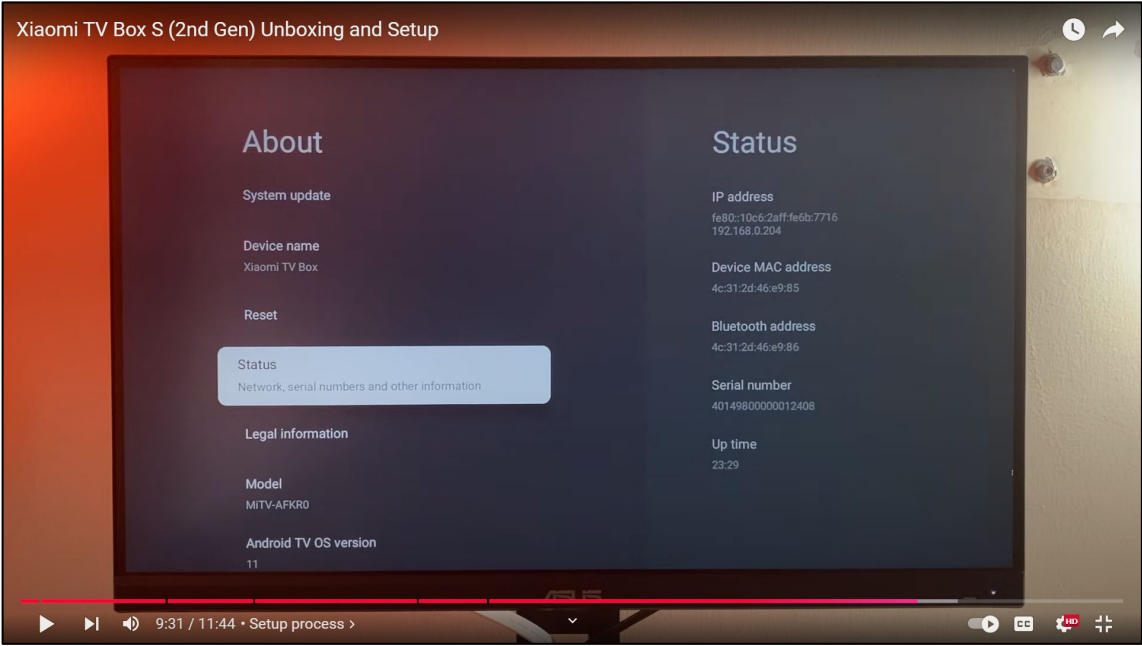 Xiaomi TV Box S (2nd Gen) Unboxing and Setup
About
System update
Device name
Xiaomi TV Box
Reset
Status
Network, serial numbers and other information
Legal information
Model
MiTV-AFKR0
Android TV OS version
11
Status
IP address
fe80::10c6:2aff:fe6b:7716
192.168.0.204
Device MAC address
4c:31:2d:46:e9:85
Bluetooth address
4c:31:2d:46:e9:86
Serial number
40149800000012408
Up time
23:29
ASUS
9:31 / 11:44 • Setup process >
CC
HD